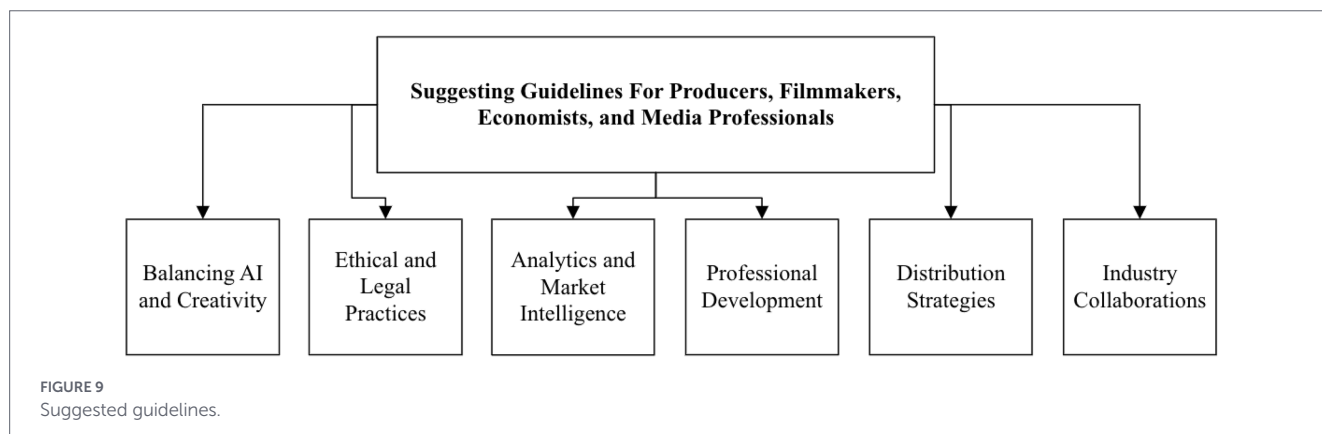 Suggesting Guidelines For Producers, Filmmakers,
Economists, and Media Professionals
Balancing AI
and Creativity
Ethical and
Legal
Practices
Analytics and
Market
Intelligence
Professional
Development
Distribution
Strategies
Industry
Collaborations
FIGURE 9
Suggested guidelines.